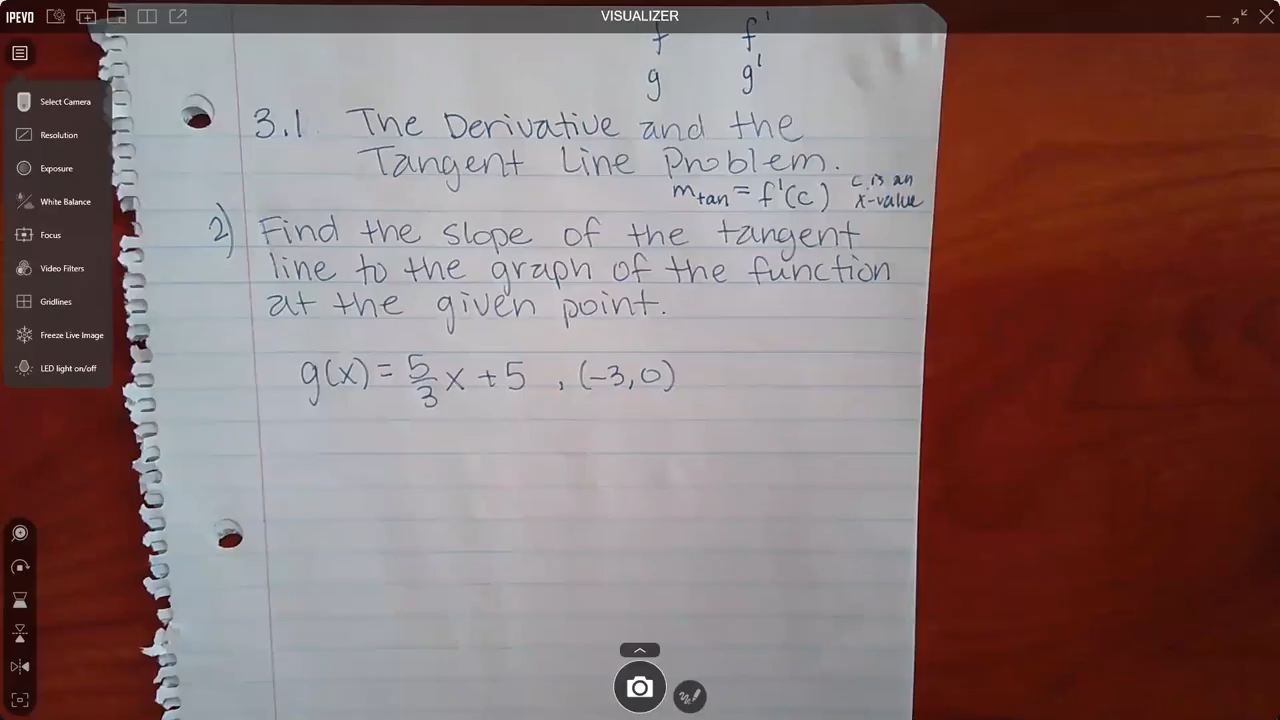 IPEVO
VISUALIZER
Select Camera
Resolution
Exposure
White Balance
Focus
Video Filters
Gridlines
Freeze Live Image
LED light on/off
f f'
g g'
3.1 The Derivative and the
Tangent Line Problem.
m_tan = f'(c) c is an
x-value
2) Find the slope of the tangent
line to the graph of the function
at the given point.
g(x) = 5/3 x + 5 , (-3, 0)